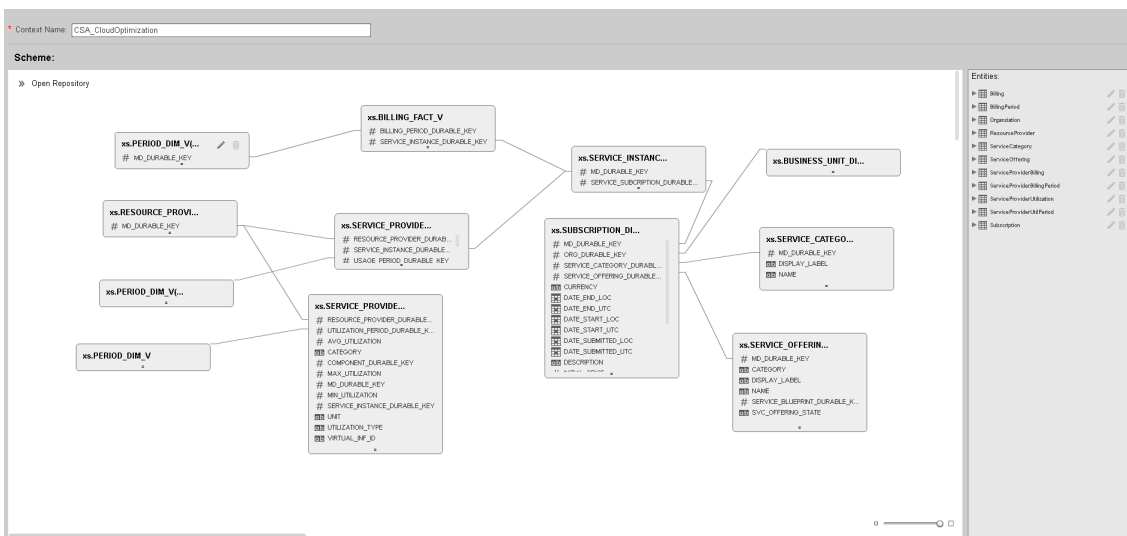 * Context Name: CSA_CloudOptimization
Scheme:
» Open Repository
xs.PERIOD_DIM_V(...
# MD_DURABLE_KEY
xs.BILLING_FACT_V
# BILLING_PERIOD_DURABLE_KEY
# SERVICE_INSTANCE_DURABLE_KEY
xs.SERVICE_INSTANC...
# MD_DURABLE_KEY
# SERVICE_SUBCRIPTION_DURABLE...
xs.BUSINESS_UNIT_DI...
xs.RESOURCE_PROVI...
# MD_DURABLE_KEY
xs.SERVICE_PROVIDE...
# RESOURCE_PROVIDER_DURAB...
# SERVICE_INSTANCE_DURABLE...
# USAGE_PERIOD_DURABLE_KEY
xs.SUBSCRIPTION_DI...
# MD_DURABLE_KEY
# ORG_DURABLE_KEY
# SERVICE_CATEGORY_DURABL...
# SERVICE_OFFERING_DURABLE...
CURRENCY
DATE_END_LOC
DATE_END_UTC
DATE_START_LOC
DATE_START_UTC
DATE_SUBMITTED_LOC
DATE_SUBMITTED_UTC
DESCRIPTION
xs.SERVICE_CATEGO...
# MD_DURABLE_KEY
DISPLAY_LABEL
NAME
xs.PERIOD_DIM_V(...
xs.PERIOD_DIM_V
xs.SERVICE_PROVIDE...
# RESOURCE_PROVIDER_DURABLE...
# UTILIZATION_PERIOD_DURABLE_K...
# AVG_UTILIZATION
CATEGORY
# COMPONENT_DURABLE_KEY
# MAX_UTILIZATION
# MD_DURABLE_KEY
# MIN_UTILIZATION
# SERVICE_INSTANCE_DURABLE_KEY
UNIT
UTILIZATION_TYPE
VIRTUAL_INF_ID
xs.SERVICE_OFFERIN...
# MD_DURABLE_KEY
CATEGORY
DISPLAY_LABEL
NAME
# SERVICE_BLUEPRINT_DURABLE_K...
SVC_OFFERING_STATE
Entities:
Billing
BillingPeriod
Organziation
ResourceProvider
ServiceCategory
ServiceOffering
ServiceProviderBilling
ServiceProviderBillingPeriod
ServiceProviderUtilization
ServiceProviderUtilPeriod
Subscription